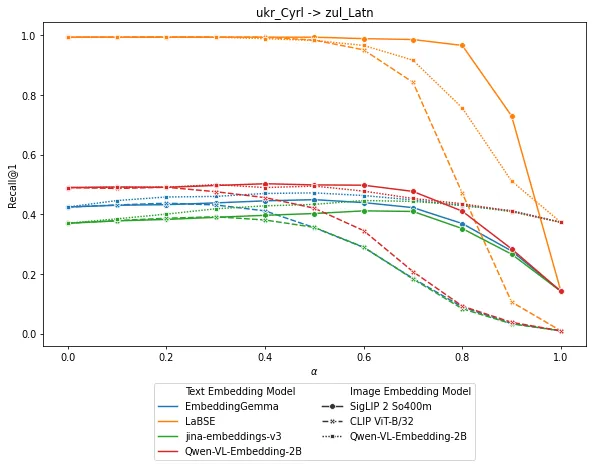 ukr_Cyrl -> zul_Latn
Recall@1
1.0
0.8
0.6
0.4
0.2
0.0
0.0 0.2 0.4 0.6 0.8 1.0
α
Text Embedding Model
EmbeddingGemma
LaBSE
jina-embeddings-v3
Qwen-VL-Embedding-2B
Image Embedding Model
SigLIP 2 So400m
CLIP ViT-B/32
Qwen-VL-Embedding-2B